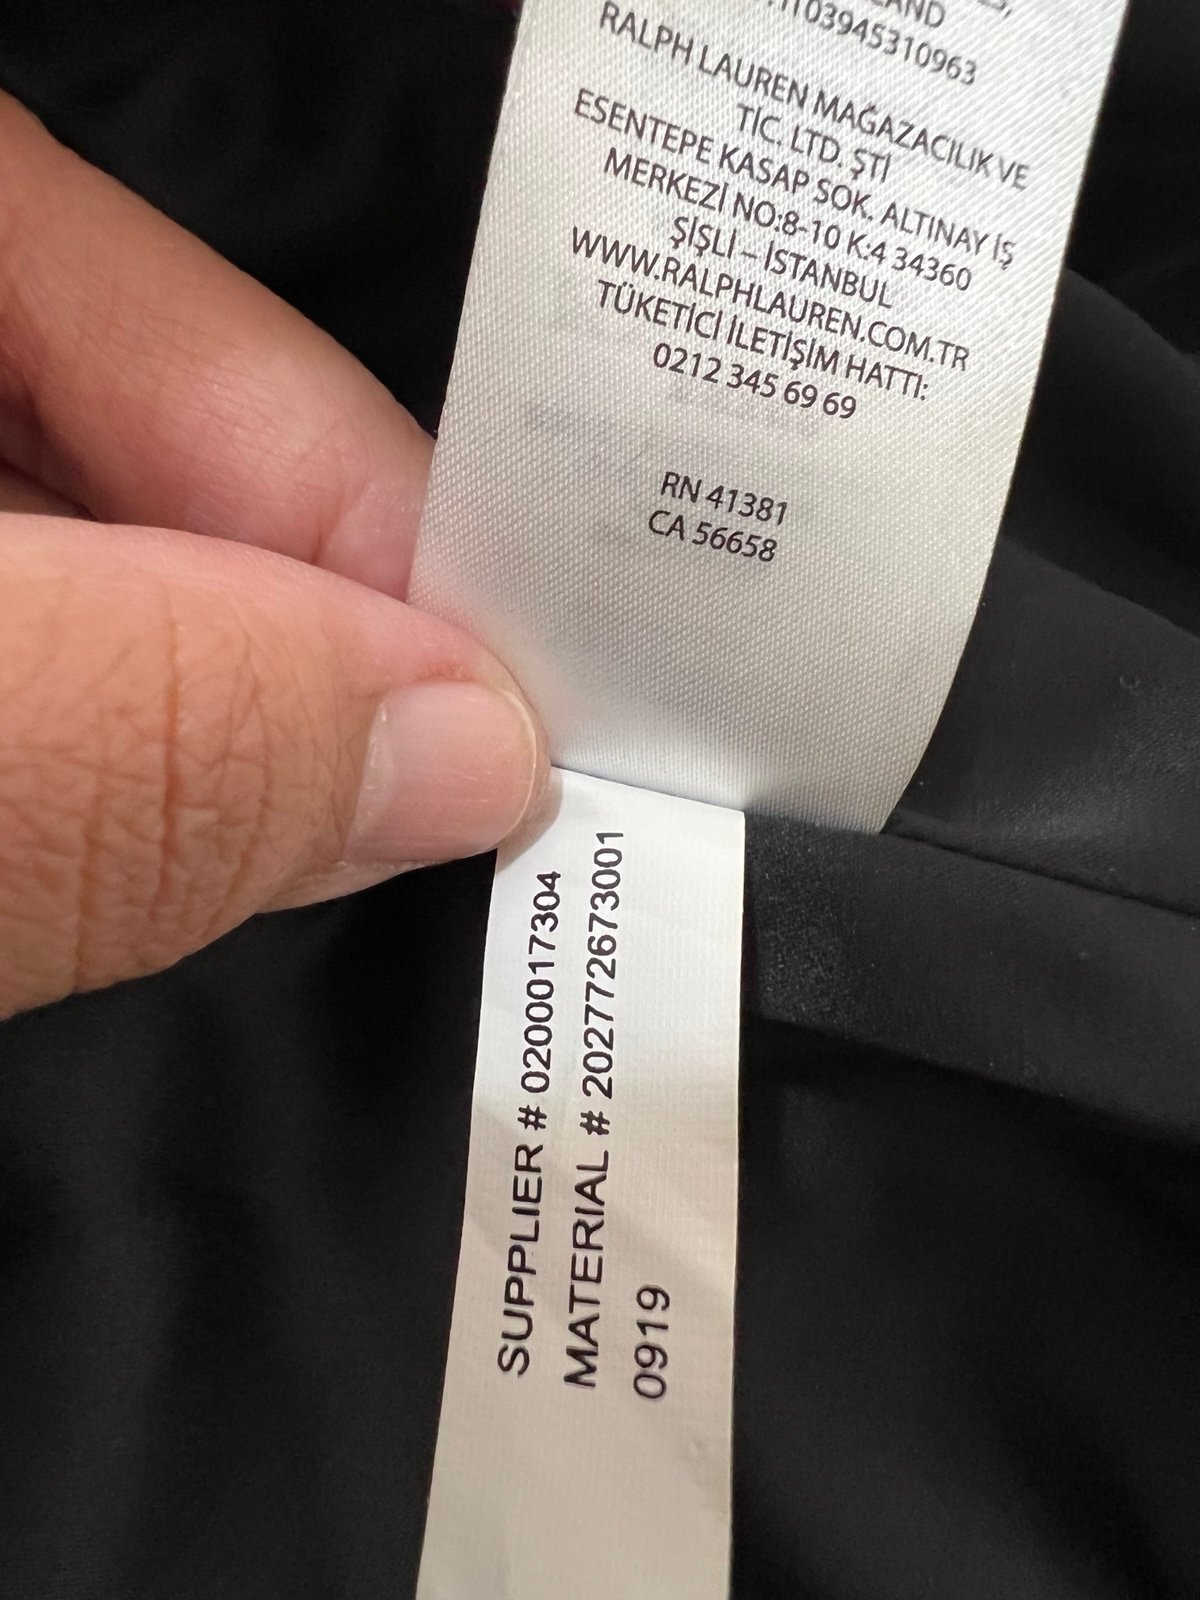 RALPH LAUREN MAĞAZACILIK VE
TİC. LTD. ŞTİ
ESENTEPE KASAP SOK. ALTINAY İŞ
MERKEZİ NO:8-10 K:4 34360
ŞİŞLİ – İSTANBUL
WWW.RALPHLAUREN.COM.TR
TÜKETİCİ İLETİŞİM HATTI:
0212 345 69 69
RN 41381
CA 56658
SUPPLIER # 0200017304
MATERIAL # 202772673001
0919